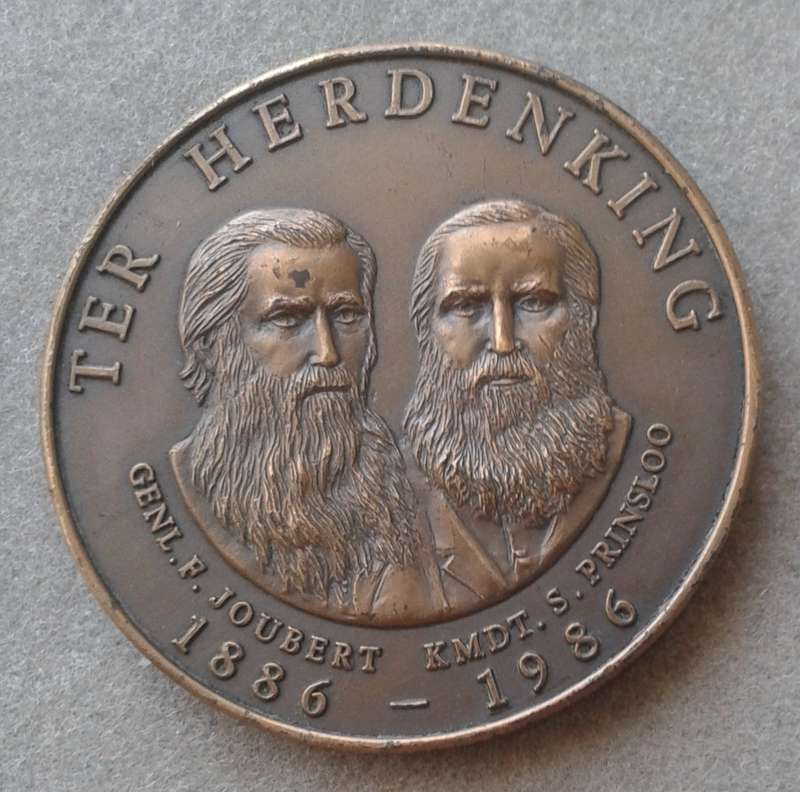 TER HERDENKING
GENL. F. JOUBERT KMDT. S. PRINSLOO
1886 – 1986